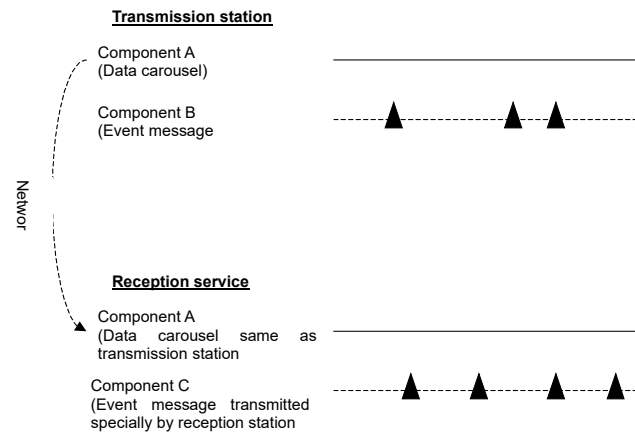 Transmission station
Component A
(Data carousel)
Component B
(Event message
Networ
Reception service
Component A
(Data carousel same as
transmission station
Component C
(Event message transmitted
specially by reception station